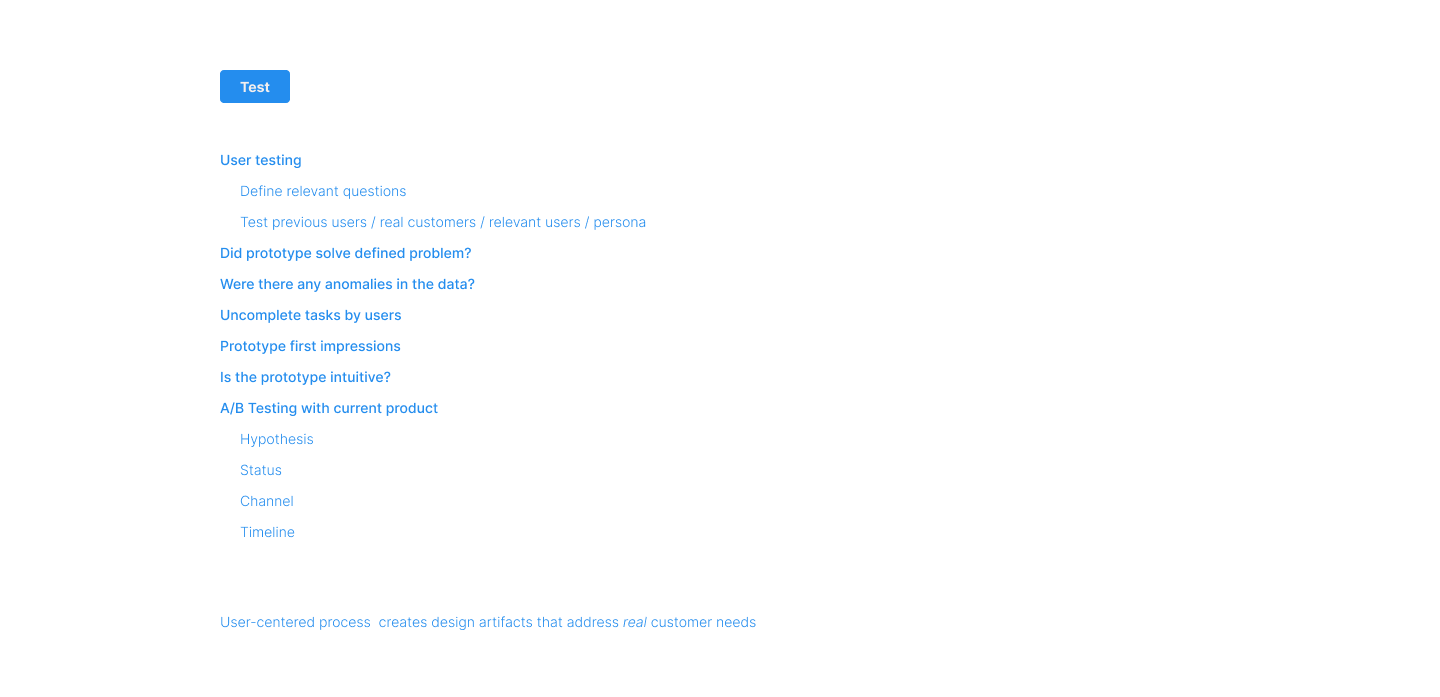 Test
User testing
Define relevant questions
Test previous users / real customers / relevant users / persona
Did prototype solve defined problem?
Were there any anomalies in the data?
Uncomplete tasks by users
Prototype first impressions
Is the prototype intuitive?
A/B Testing with current product
Hypothesis
Status
Channel
Timeline
User-centered process  creates design artifacts that address real customer needs